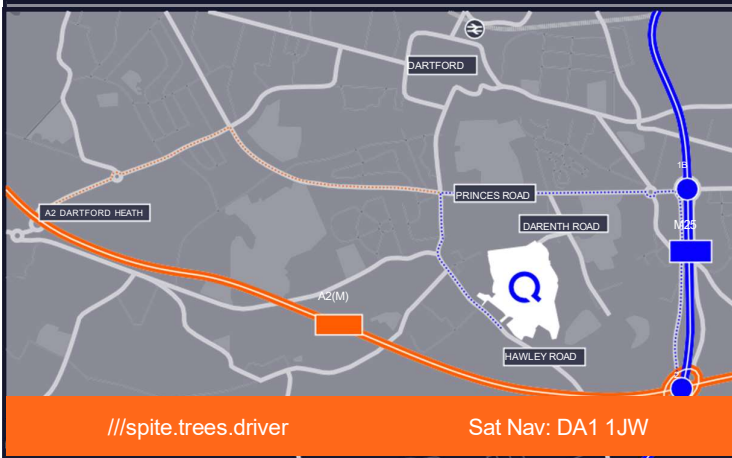 DARTFORD
1B
PRINCES ROAD
A2 DARTFORD HEATH
DARENTH ROAD
M25
A2(M)
HAWLEY ROAD
///spite.trees.driver
Sat Nav: DA1 1JW